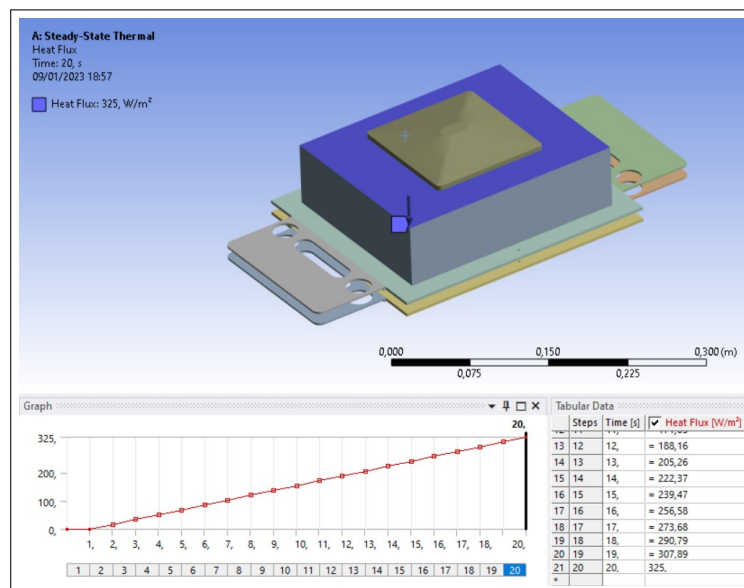 A: Steady-State Thermal
Heat Flux
Time: 20, s
09/01/2023 18:57
Heat Flux: 325, W/m²
0,000 0,150 0,300 (m)
0,075 0,225
Graph
Tabular Data
20,
325,
200,
100,
0,
1, 2, 3, 4, 5, 6, 7, 8, 9, 10, 11, 12, 13, 14, 15, 16, 17, 18, 20,
1 2 3 4 5 6 7 8 9 10 11 12 13 14 15 16 17 18 19 20
Steps Time [s] Heat Flux [W/m²]
13 12 12, = 188,16
14 13 13, = 205,26
15 14 14, = 222,37
16 15 15, = 239,47
17 16 16, = 256,58
18 17 17, = 273,68
19 18 18, = 290,79
20 19 19, = 307,89
21 20 20, 325,
*